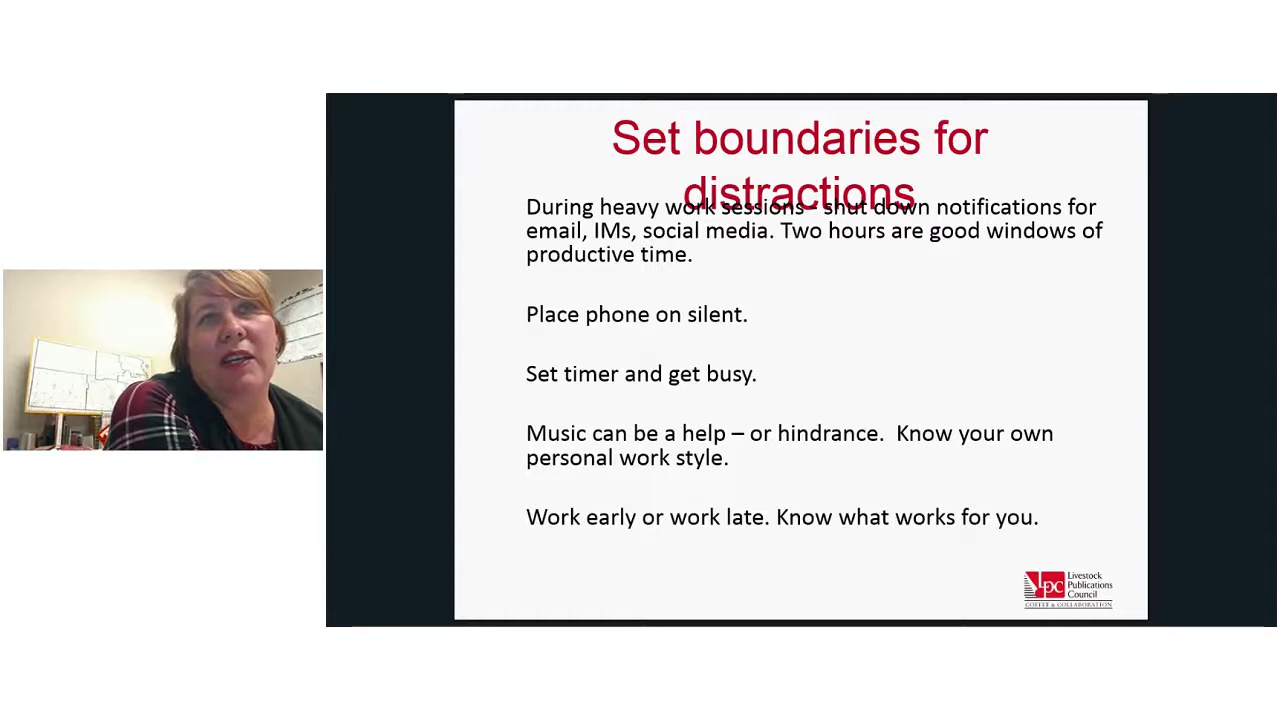 Set boundaries for
distractions
During heavy work sessions - shut down notifications for
email, IMs, social media. Two hours are good windows of
productive time.
Place phone on silent.
Set timer and get busy.
Music can be a help – or hindrance.  Know your own
personal work style.
Work early or work late. Know what works for you.
LPC
Livestock
Publications
Council
COFFEE & COLLABORATION